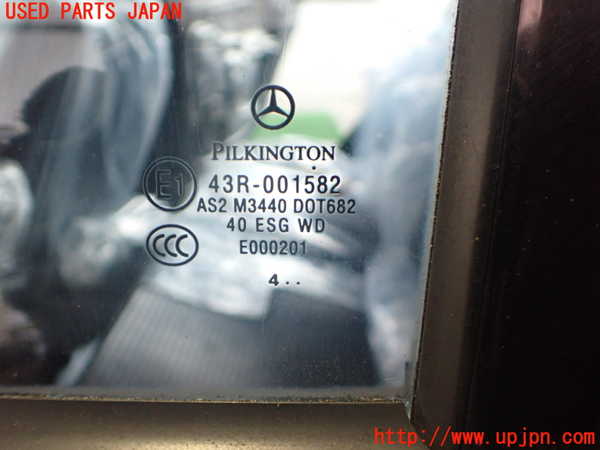 USED PARTS JAPAN
PILKINGTON
E1
43R-001582
AS2 M3440 DOT682
40 ESG WD
CCC
E000201
4..
http://www.upjpn.com